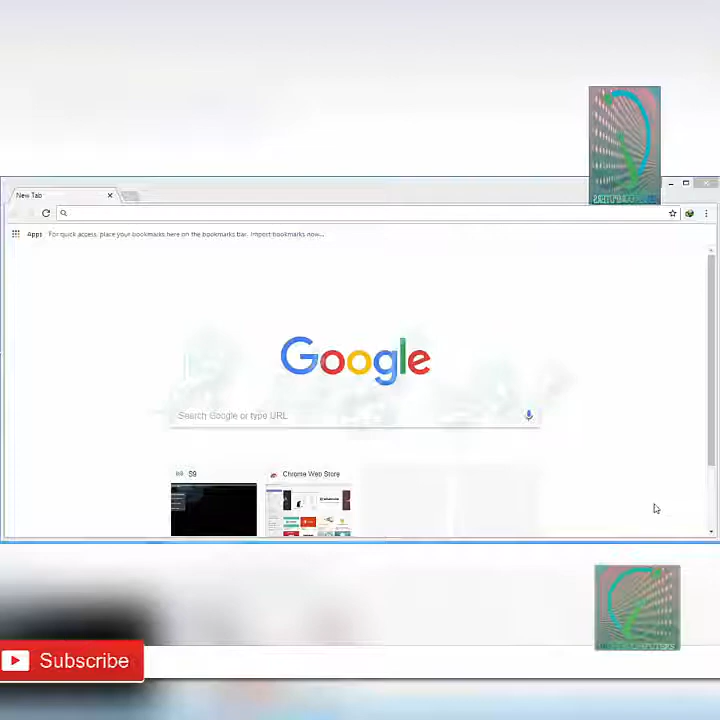 New Tab
Apps For quick access, place your bookmarks here on the bookmarks bar. Import bookmarks now...
Google
Search Google or type URL
S9
Chrome Web Store
Subscribe